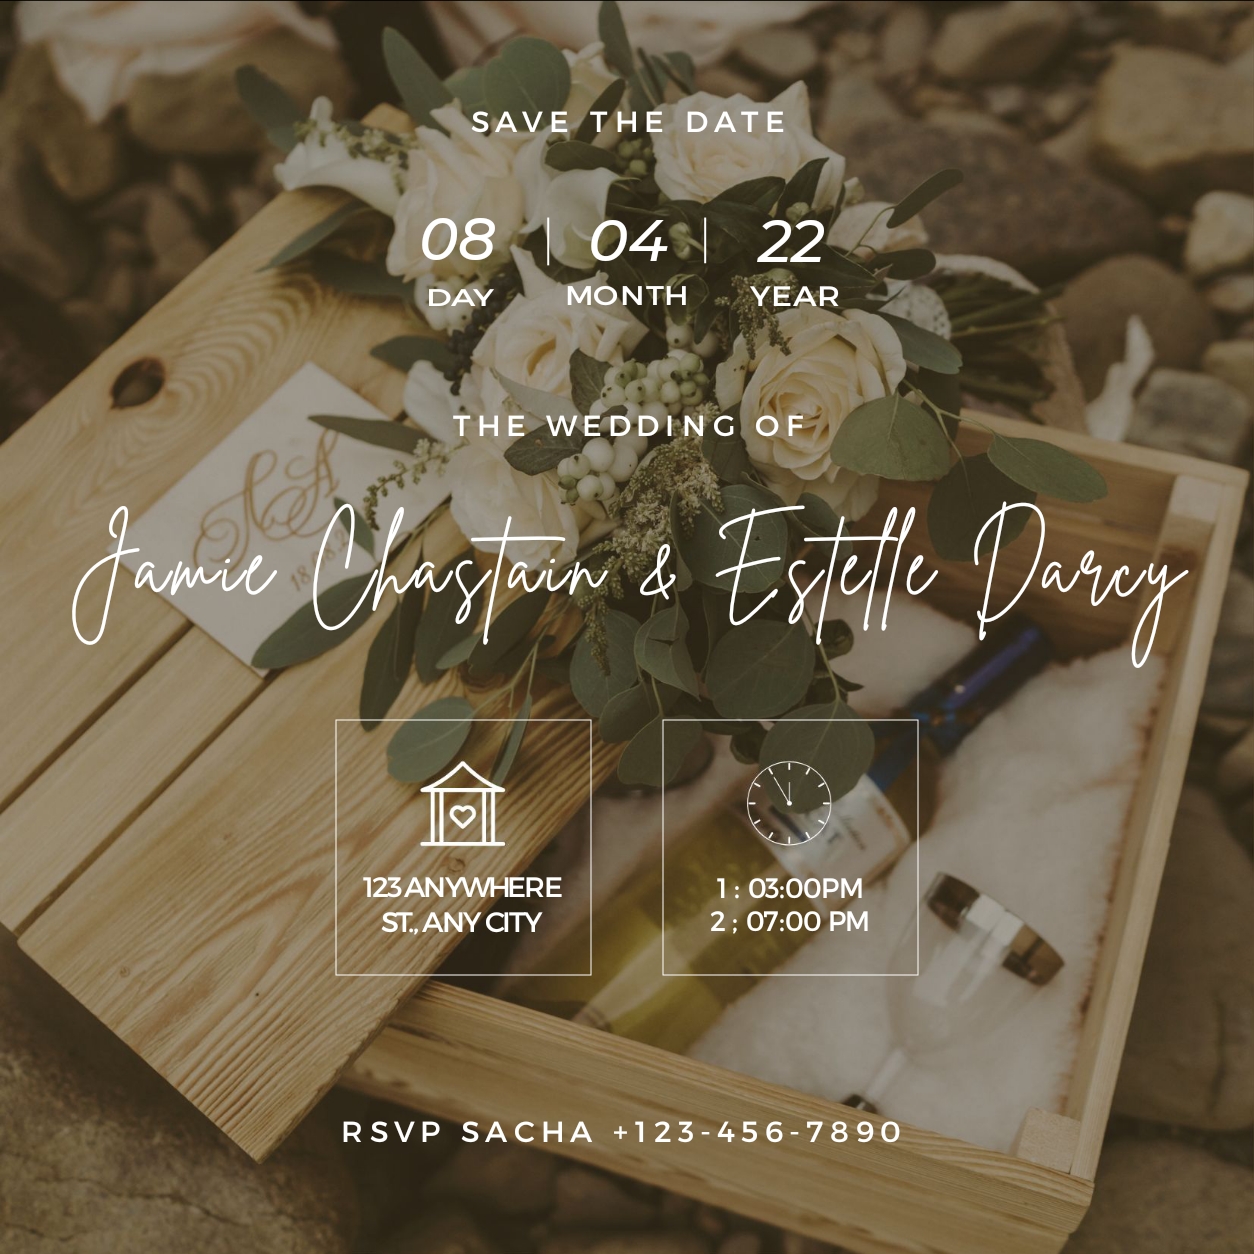 SAVE THE DATE
08 | 04 | 22
DAY MONTH YEAR
THE WEDDING OF
Jamie Chastain & Estelle Darcy
123 ANYWHERE
ST., ANY CITY
1 : 03:00PM
2 ; 07:00 PM
RSVP SACHA +123-456-7890